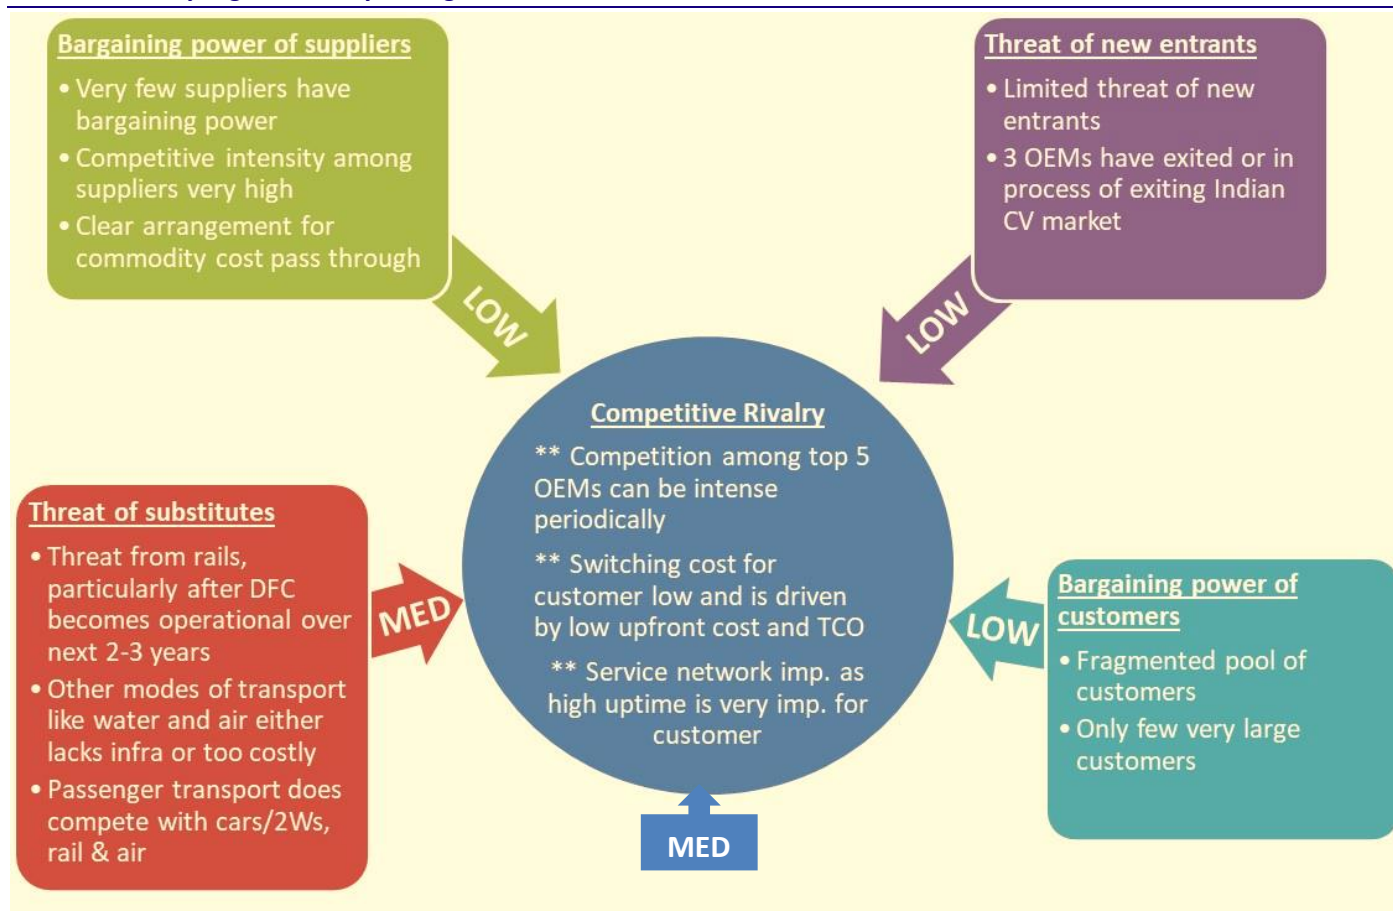 Bargaining power of suppliers
• Very few suppliers have
bargaining power
• Competitive intensity among
suppliers very high
• Clear arrangement for
commodity cost pass through
LOW
Threat of new entrants
• Limited threat of new
entrants
• 3 OEMs have exited or in
process of exiting Indian
CV market
LOW
Competitive Rivalry
** Competition among top 5
OEMs can be intense
periodically
** Switching cost for
customer low and is driven
by low upfront cost and TCO
** Service network imp. as
high uptime is very imp. for
customer
MED
Threat of substitutes
• Threat from rails,
particularly after DFC
becomes operational over
next 2-3 years
• Other modes of transport
like water and air either
lacks infra or too costly
• Passenger transport does
compete with cars/2Ws,
rail & air
MED
Bargaining power of
customers
• Fragmented pool of
customers
• Only few very large
customers
LOW